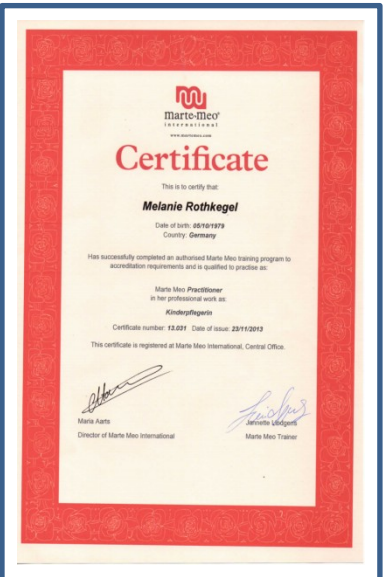 marte meo®
international
www.martemeo.com
Certificate
This is to certify that:
Melanie Rothkegel
Date of birth: 05/10/1979
Country: Germany
Has successfully completed an authorised Marte Meo training program to
accreditation requirements and is qualified to practise as:
Marte Meo Practitioner
in her professional work as:
Kinderpflegerin
Certificate number: 13.031 Date of issue: 23/11/2013
This certificate is registered at Marte Meo International, Central Office.
Maria Aarts
Director of Marte Meo International
Jannette
Marte Meo Trainer